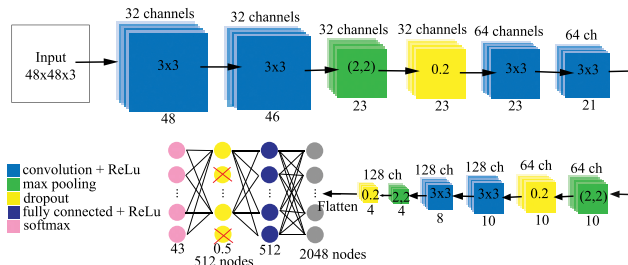 32 channels
32 channels
32 channels
32 channels
64 channels
64 ch
Input
48x48x3
3x3
3x3
(2,2)
0.2
3x3
3x3
48
46
23
23
23
21
convolution + ReLu
max pooling
dropout
fully connected + ReLu
softmax
43
0.5
512 nodes
512
2048 nodes
Flatten
128 ch
128 ch
128 ch
64 ch
64 ch
0.2
2,2
3x3
3x3
0.2
(2,2)
4
4
8
10
10
10